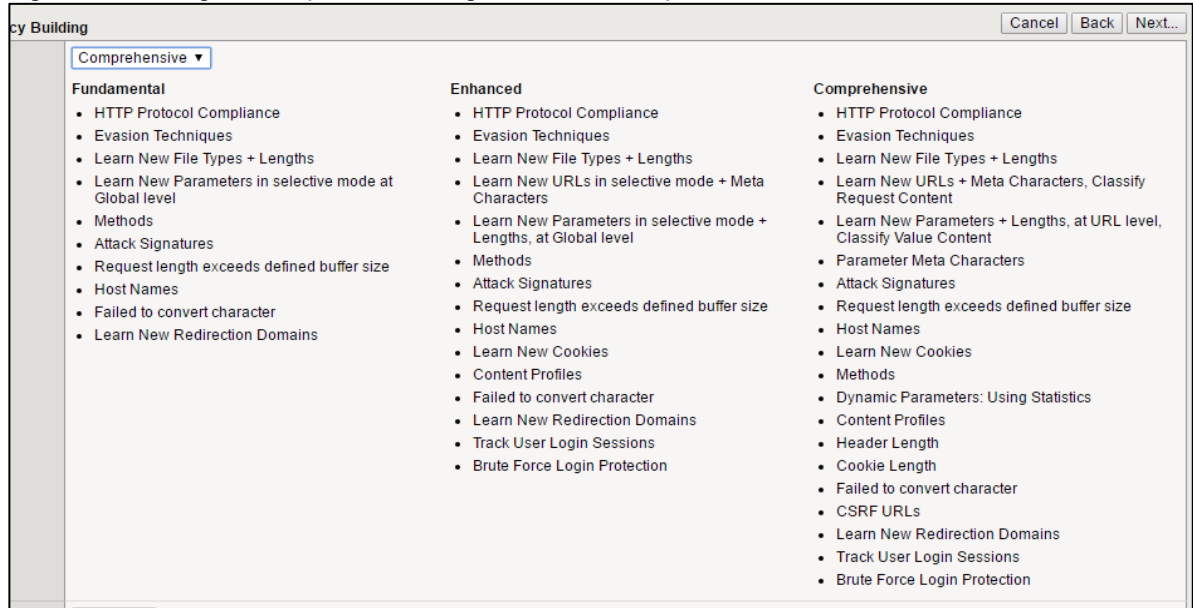 cy Building
Cancel Back Next...
Comprehensive ▼
Fundamental
• HTTP Protocol Compliance
• Evasion Techniques
• Learn New File Types + Lengths
• Learn New Parameters in selective mode at
Global level
• Methods
• Attack Signatures
• Request length exceeds defined buffer size
• Host Names
• Failed to convert character
• Learn New Redirection Domains
Enhanced
• HTTP Protocol Compliance
• Evasion Techniques
• Learn New File Types + Lengths
• Learn New URLs in selective mode + Meta
Characters
• Learn New Parameters in selective mode +
Lengths, at Global level
• Methods
• Attack Signatures
• Request length exceeds defined buffer size
• Host Names
• Learn New Cookies
• Content Profiles
• Failed to convert character
• Learn New Redirection Domains
• Track User Login Sessions
• Brute Force Login Protection
Comprehensive
• HTTP Protocol Compliance
• Evasion Techniques
• Learn New File Types + Lengths
• Learn New URLs + Meta Characters, Classify
Request Content
• Learn New Parameters + Lengths, at URL level,
Classify Value Content
• Parameter Meta Characters
• Attack Signatures
• Request length exceeds defined buffer size
• Host Names
• Learn New Cookies
• Methods
• Dynamic Parameters: Using Statistics
• Content Profiles
• Header Length
• Cookie Length
• Failed to convert character
• CSRF URLs
• Learn New Redirection Domains
• Track User Login Sessions
• Brute Force Login Protection